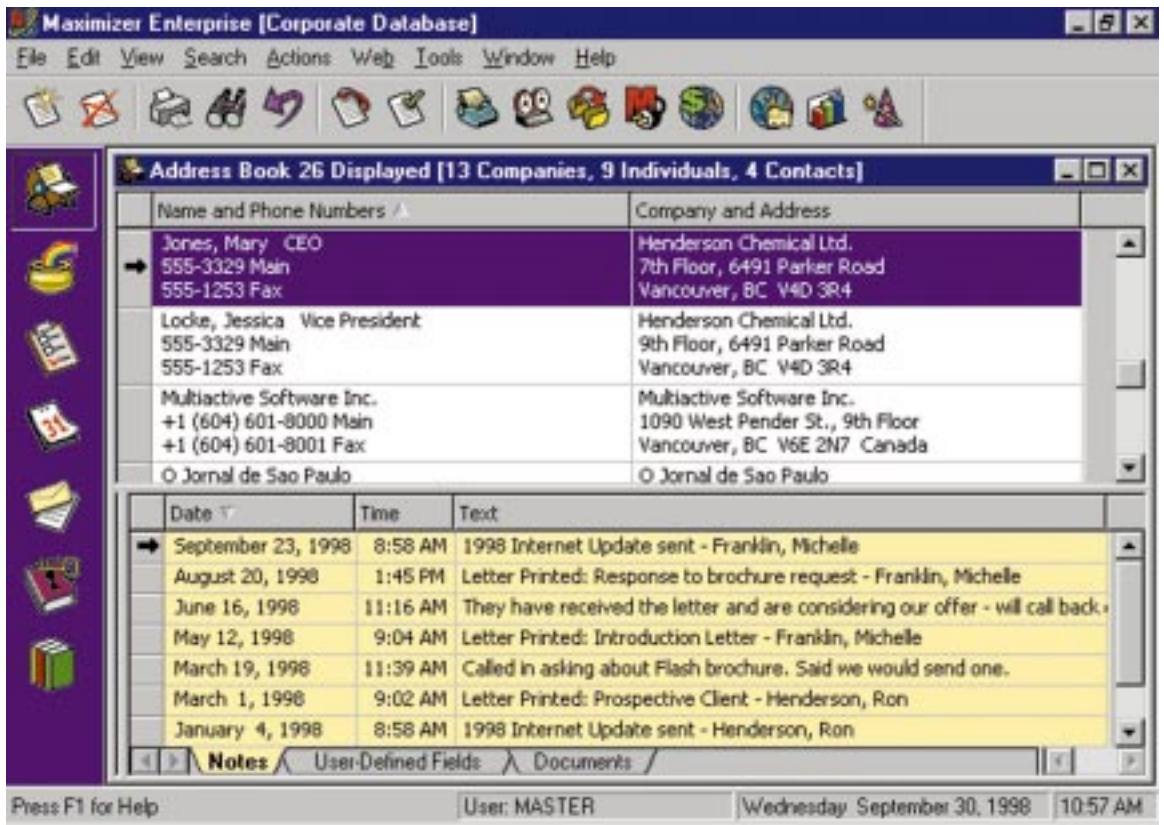 Maximizer Enterprise [Corporate Database]
File Edit View Search Actions Web Tools Window Help
Address Book 26 Displayed [13 Companies, 9 Individuals, 4 Contacts]
Name and Phone Numbers Company and Address
Jones, Mary CEO Henderson Chemical Ltd.
555-3329 Main 7th Floor, 6491 Parker Road
555-1253 Fax Vancouver, BC V4D 3R4
Locke, Jessica Vice President Henderson Chemical Ltd.
555-3329 Main 9th Floor, 6491 Parker Road
555-1253 Fax Vancouver, BC V4D 3R4
Multiactive Software Inc. Multiactive Software Inc.
+1 (604) 601-8000 Main 1090 West Pender St., 9th Floor
+1 (604) 601-8001 Fax Vancouver, BC V6E 2N7 Canada
O Jornal de Sao Paulo O Jornal de Sao Paulo
Date Time Text
September 23, 1998 8:58 AM 1998 Internet Update sent - Franklin, Michelle
August 20, 1998 1:45 PM Letter Printed: Response to brochure request - Franklin, Michelle
June 16, 1998 11:16 AM They have received the letter and are considering our offer - will call back
May 12, 1998 9:04 AM Letter Printed: Introduction Letter - Franklin, Michelle
March 19, 1998 11:39 AM Called in asking about Flash brochure. Said we would send one.
March 1, 1998 9:02 AM Letter Printed: Prospective Client - Henderson, Ron
January 4, 1998 8:58 AM 1998 Internet Update sent - Henderson, Ron
Notes User-Defined Fields Documents
Press F1 for Help User: MASTER Wednesday September 30, 1998 10:57 AM